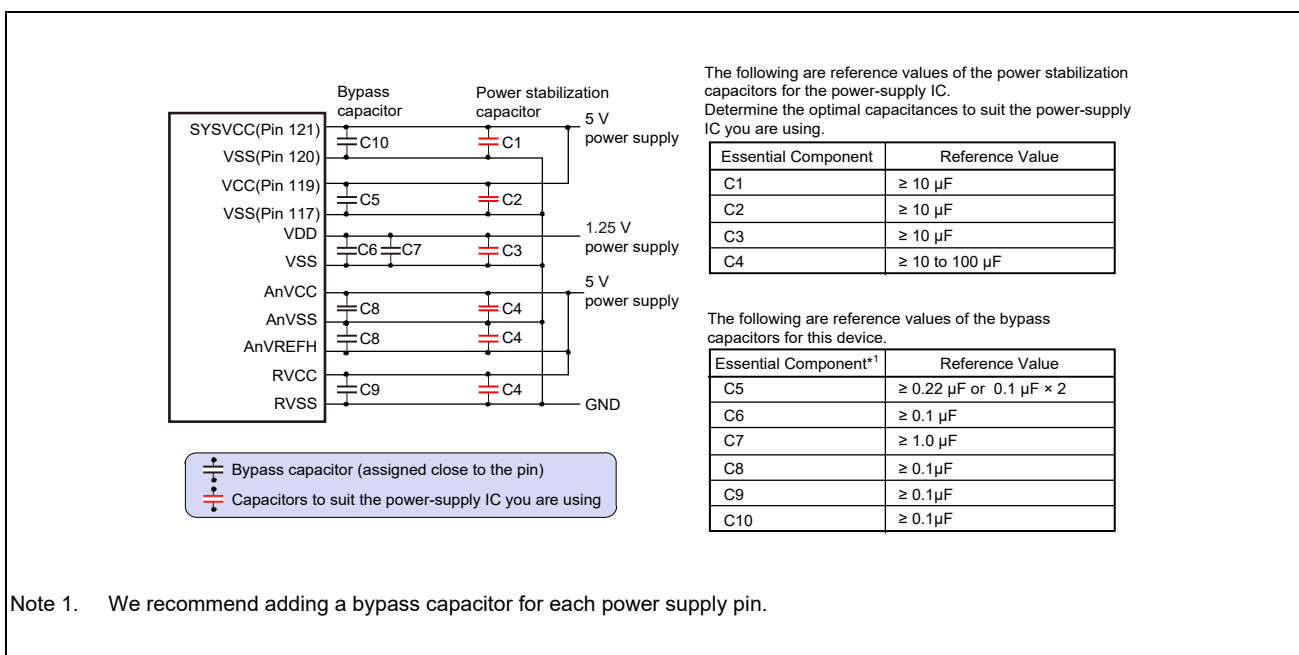 Bypass
capacitor
Power stabilization
capacitor
SYSVCC(Pin 121)
C10
C1
5 V
power supply
VSS(Pin 120)
VCC(Pin 119)
C5
C2
VSS(Pin 117)
VDD
1.25 V
power supply
C6
C7
C3
VSS
AnVCC
5 V
power supply
C8
C4
AnVSS
C8
C4
AnVREFH
RVCC
C9
C4
RVSS
GND
Bypass capacitor (assigned close to the pin)
Capacitors to suit the power-supply IC you are using
The following are reference values of the power stabilization
capacitors for the power-supply IC.
Determine the optimal capacitances to suit the power-supply
IC you are using.
Essential Component Reference Value
C1 ≥ 10 μF
C2 ≥ 10 μF
C3 ≥ 10 μF
C4 ≥ 10 to 100 μF
The following are reference values of the bypass
capacitors for this device.
Essential Component*1 Reference Value
C5 ≥ 0.22 μF or 0.1 μF × 2
C6 ≥ 0.1 μF
C7 ≥ 1.0 μF
C8 ≥ 0.1μF
C9 ≥ 0.1μF
C10 ≥ 0.1μF
Note 1. We recommend adding a bypass capacitor for each power supply pin.